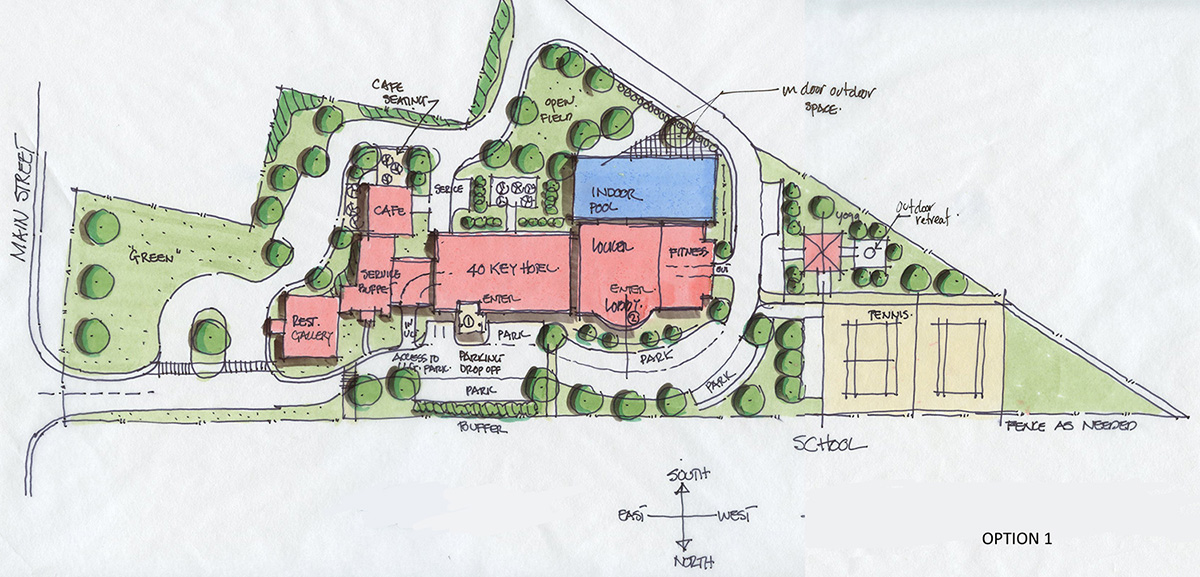 CAFE
SEATING
OPEN
FIELD
IN DOOR OUTDOOR
SPACE.
MAIN STREET
"GREEN"
CAFE
INDOOR
POOL
yoga
Outdoor
retreat.
LOCKER
FITNESS
40 KEY HOTEL
SERVICE
BUFFET
ENTER
ENTER
LOBBY.
2
1
REST.
GALLERY
TENNIS.
PARK
ACCESS TO
PARK
PARKING
DROP OFF
PARK
PARK
PARK
BUFFER
SCHOOL
FENCE AS NEEDED
SOUTH
EAST
WEST
NORTH
OPTION 1